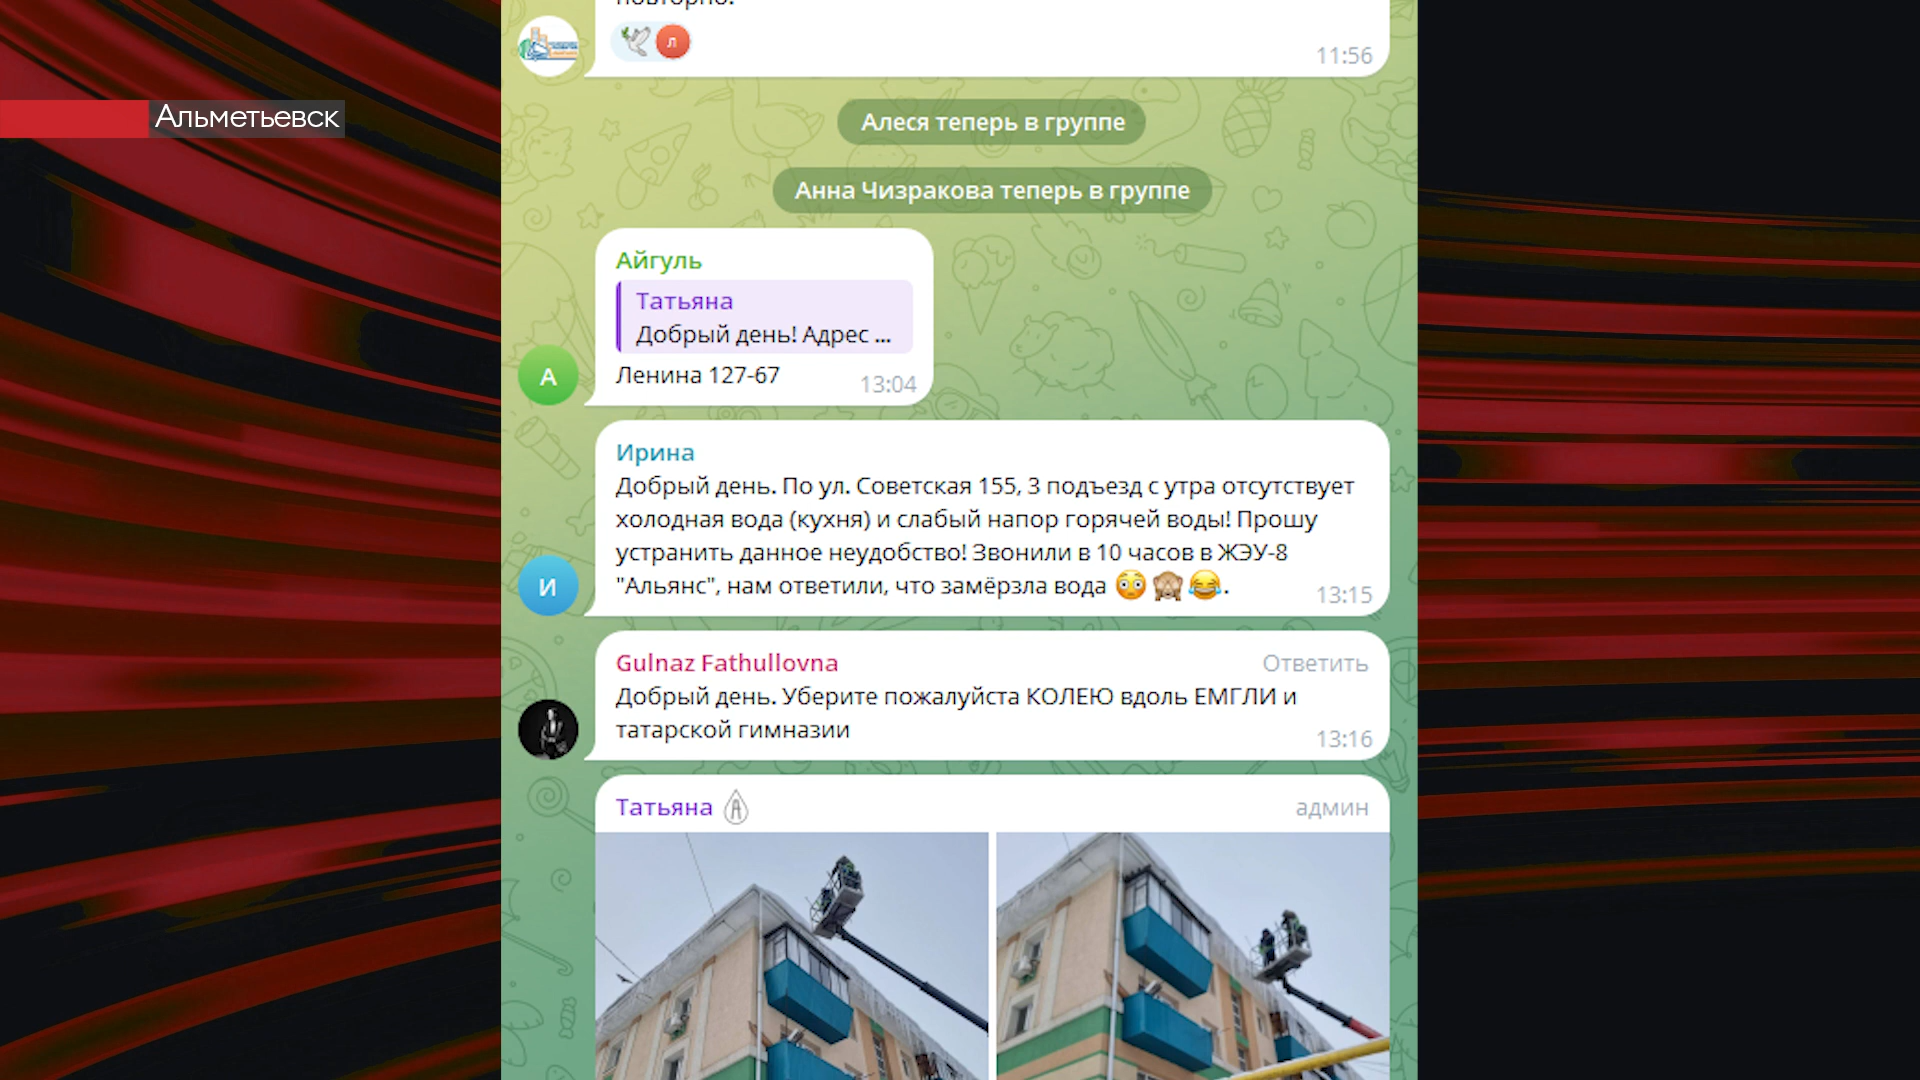 повторно.
Л
11:56
Альметьевск
Алеся теперь в группе
Анна Чизракова теперь в группе
Айгуль
Татьяна
Добрый день! Адрес ...
Ленина 127-67
13:04
А
Ирина
Добрый день. По ул. Советская 155, 3 подъезд с утра отсутствует
холодная вода (кухня) и слабый напор горячей воды! Прошу
устранить данное неудобство! Звонили в 10 часов в ЖЭУ-8
"Альянс", нам ответили, что замёрзла вода 😳🙈😂.
13:15
И
Gulnaz Fathullovna
Ответить
Добрый день. Уберите пожалуйста КОЛЕЮ вдоль ЕМГЛИ и
татарской гимназии
13:16
Татьяна
админ